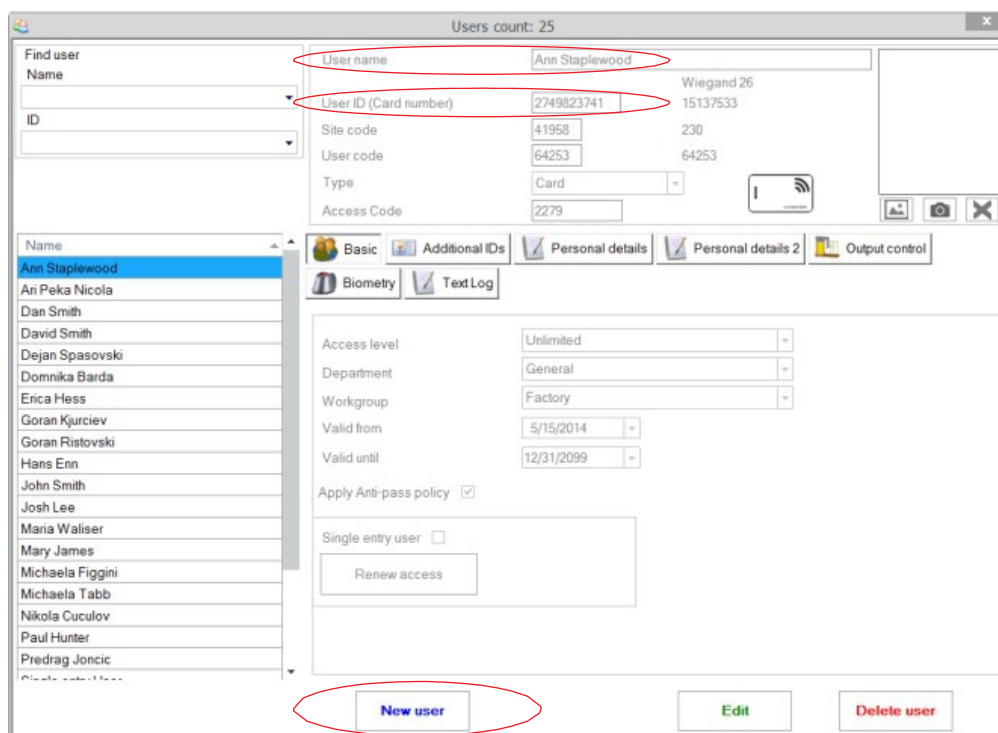 Users count: 25
x
Find user
Name
ID
User name Ann Staplewood
Wiegand 26
User ID (Card number) 2749823741 15137533
Site code 41958 230
User code 64253 64253
Type Card
Access Code 2279
Name
Ann Staplewood
Ari Peka Nicola
Dan Smith
David Smith
Dejan Spasovski
Domnika Barda
Erica Hess
Goran Kjurciev
Goran Ristovski
Hans Enn
John Smith
Josh Lee
Maria Waliser
Mary James
Michaela Figgini
Michaela Tabb
Nikola Cuculov
Paul Hunter
Predrag Joncic
Single entry User
Basic Additional IDs Personal details Personal details 2 Output control
Biometry Text Log
Access level Unlimited
Department General
Workgroup Factory
Valid from 5/15/2014
Valid until 12/31/2099
Apply Anti-pass policy
Single entry user
Renew access
New user Edit Delete user